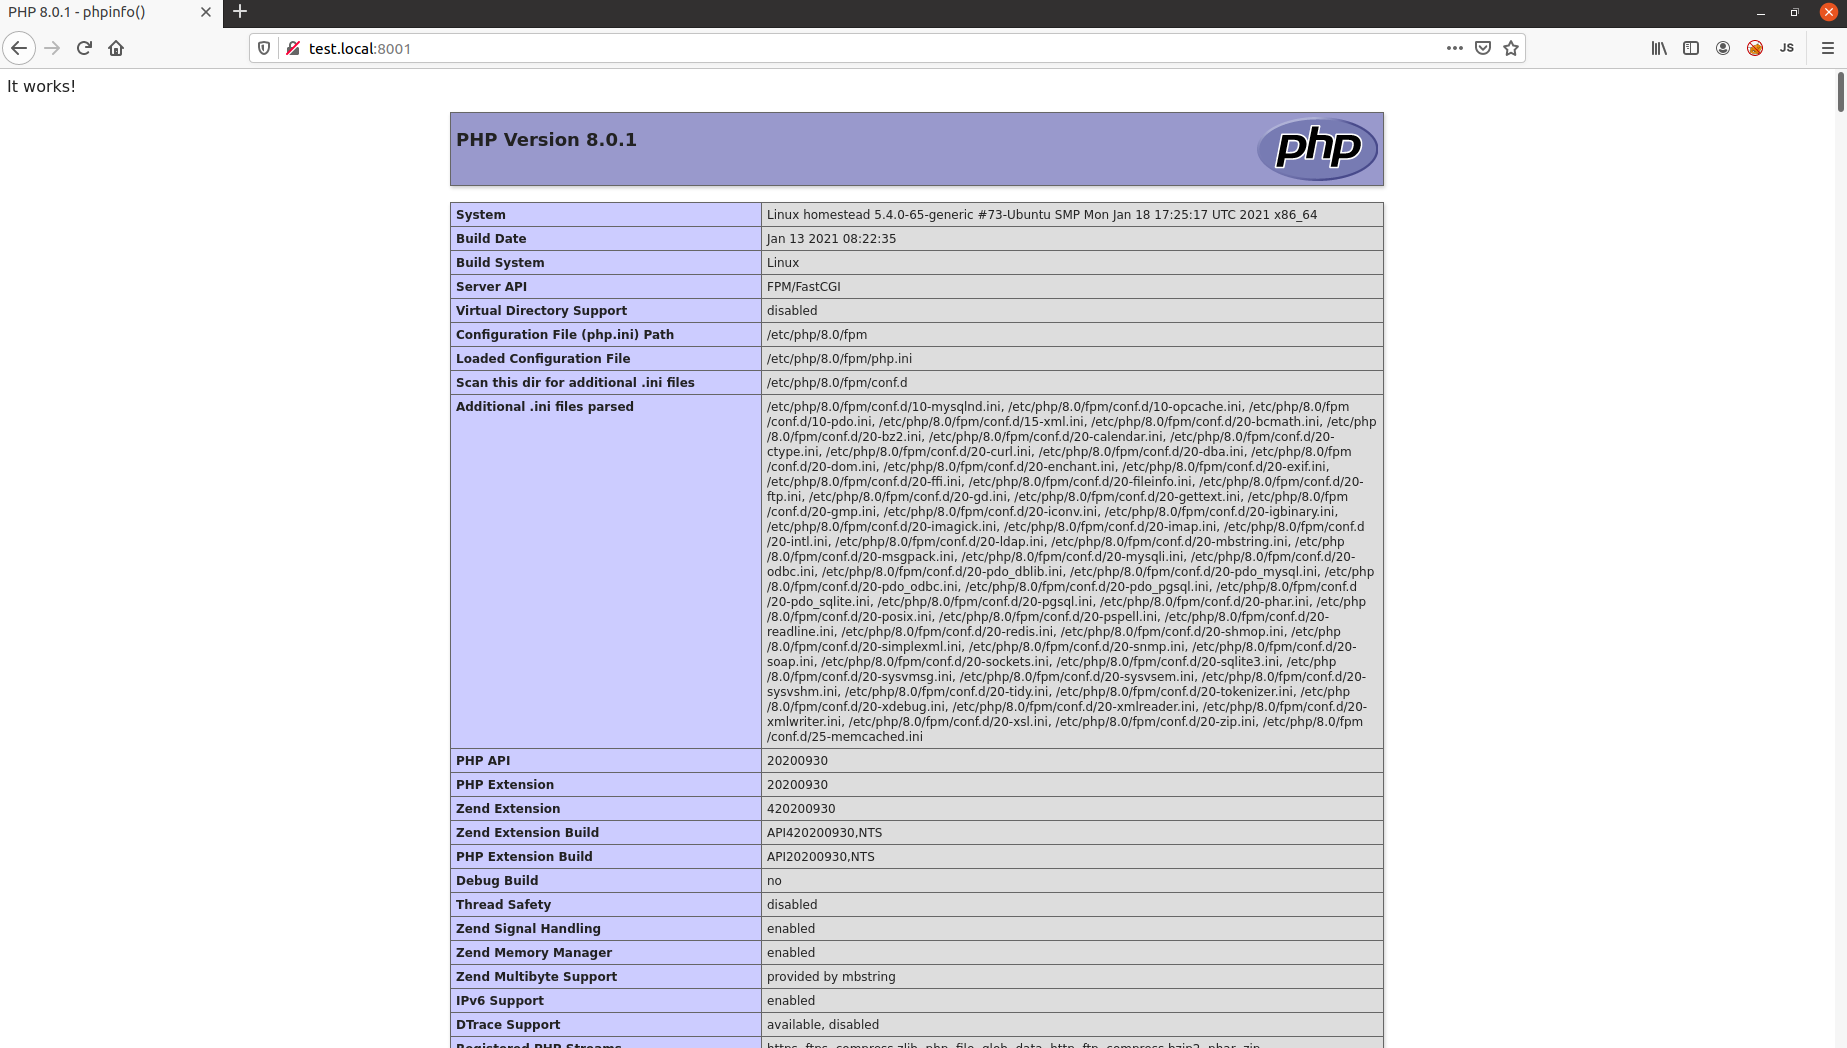 PHP 8.0.1 - phpinfo()
test.local:8001
JS
It works!
PHP Version 8.0.1
php
System Linux homestead 5.4.0-65-generic #73-Ubuntu SMP Mon Jan 18 17:25:17 UTC 2021 x86_64
Build Date Jan 13 2021 08:22:35
Build System Linux
Server API FPM/FastCGI
Virtual Directory Support disabled
Configuration File (php.ini) Path /etc/php/8.0/fpm
Loaded Configuration File /etc/php/8.0/fpm/php.ini
Scan this dir for additional .ini files /etc/php/8.0/fpm/conf.d
Additional .ini files parsed /etc/php/8.0/fpm/conf.d/10-mysqlnd.ini, /etc/php/8.0/fpm/conf.d/10-opcache.ini, /etc/php/8.0/fpm
/conf.d/10-pdo.ini, /etc/php/8.0/fpm/conf.d/15-xml.ini, /etc/php/8.0/fpm/conf.d/20-bcmath.ini, /etc/php
/8.0/fpm/conf.d/20-bz2.ini, /etc/php/8.0/fpm/conf.d/20-calendar.ini, /etc/php/8.0/fpm/conf.d/20-
ctype.ini, /etc/php/8.0/fpm/conf.d/20-curl.ini, /etc/php/8.0/fpm/conf.d/20-dba.ini, /etc/php/8.0/fpm
/conf.d/20-dom.ini, /etc/php/8.0/fpm/conf.d/20-enchant.ini, /etc/php/8.0/fpm/conf.d/20-exif.ini,
/etc/php/8.0/fpm/conf.d/20-ffi.ini, /etc/php/8.0/fpm/conf.d/20-fileinfo.ini, /etc/php/8.0/fpm/conf.d/20-
ftp.ini, /etc/php/8.0/fpm/conf.d/20-gd.ini, /etc/php/8.0/fpm/conf.d/20-gettext.ini, /etc/php/8.0/fpm
/conf.d/20-gmp.ini, /etc/php/8.0/fpm/conf.d/20-iconv.ini, /etc/php/8.0/fpm/conf.d/20-igbinary.ini,
/etc/php/8.0/fpm/conf.d/20-imagick.ini, /etc/php/8.0/fpm/conf.d/20-imap.ini, /etc/php/8.0/fpm/conf.d
/20-intl.ini, /etc/php/8.0/fpm/conf.d/20-ldap.ini, /etc/php/8.0/fpm/conf.d/20-mbstring.ini, /etc/php
/8.0/fpm/conf.d/20-msgpack.ini, /etc/php/8.0/fpm/conf.d/20-mysqli.ini, /etc/php/8.0/fpm/conf.d/20-
odbc.ini, /etc/php/8.0/fpm/conf.d/20-pdo_dblib.ini, /etc/php/8.0/fpm/conf.d/20-pdo_mysql.ini, /etc/php
/8.0/fpm/conf.d/20-pdo_odbc.ini, /etc/php/8.0/fpm/conf.d/20-pdo_pgsql.ini, /etc/php/8.0/fpm/conf.d
/20-pdo_sqlite.ini, /etc/php/8.0/fpm/conf.d/20-pgsql.ini, /etc/php/8.0/fpm/conf.d/20-phar.ini, /etc/php
/8.0/fpm/conf.d/20-posix.ini, /etc/php/8.0/fpm/conf.d/20-pspell.ini, /etc/php/8.0/fpm/conf.d/20-
readline.ini, /etc/php/8.0/fpm/conf.d/20-redis.ini, /etc/php/8.0/fpm/conf.d/20-shmop.ini, /etc/php
/8.0/fpm/conf.d/20-simplexml.ini, /etc/php/8.0/fpm/conf.d/20-snmp.ini, /etc/php/8.0/fpm/conf.d/20-
soap.ini, /etc/php/8.0/fpm/conf.d/20-sockets.ini, /etc/php/8.0/fpm/conf.d/20-sqlite3.ini, /etc/php
/8.0/fpm/conf.d/20-sysvmsg.ini, /etc/php/8.0/fpm/conf.d/20-sysvsem.ini, /etc/php/8.0/fpm/conf.d/20-
sysvshm.ini, /etc/php/8.0/fpm/conf.d/20-tidy.ini, /etc/php/8.0/fpm/conf.d/20-tokenizer.ini, /etc/php
/8.0/fpm/conf.d/20-xdebug.ini, /etc/php/8.0/fpm/conf.d/20-xmlreader.ini, /etc/php/8.0/fpm/conf.d/20-
xmlwriter.ini, /etc/php/8.0/fpm/conf.d/20-xsl.ini, /etc/php/8.0/fpm/conf.d/20-zip.ini, /etc/php/8.0/fpm
/conf.d/25-memcached.ini
PHP API 20200930
PHP Extension 20200930
Zend Extension 420200930
Zend Extension Build API420200930,NTS
PHP Extension Build API20200930,NTS
Debug Build no
Thread Safety disabled
Zend Signal Handling enabled
Zend Memory Manager enabled
Zend Multibyte Support provided by mbstring
IPv6 Support enabled
DTrace Support available, disabled
Registered PHP Streams https, ftps, compress.zlib, php, file, glob, data, http, ftp, compress.bzip2, phar, zip